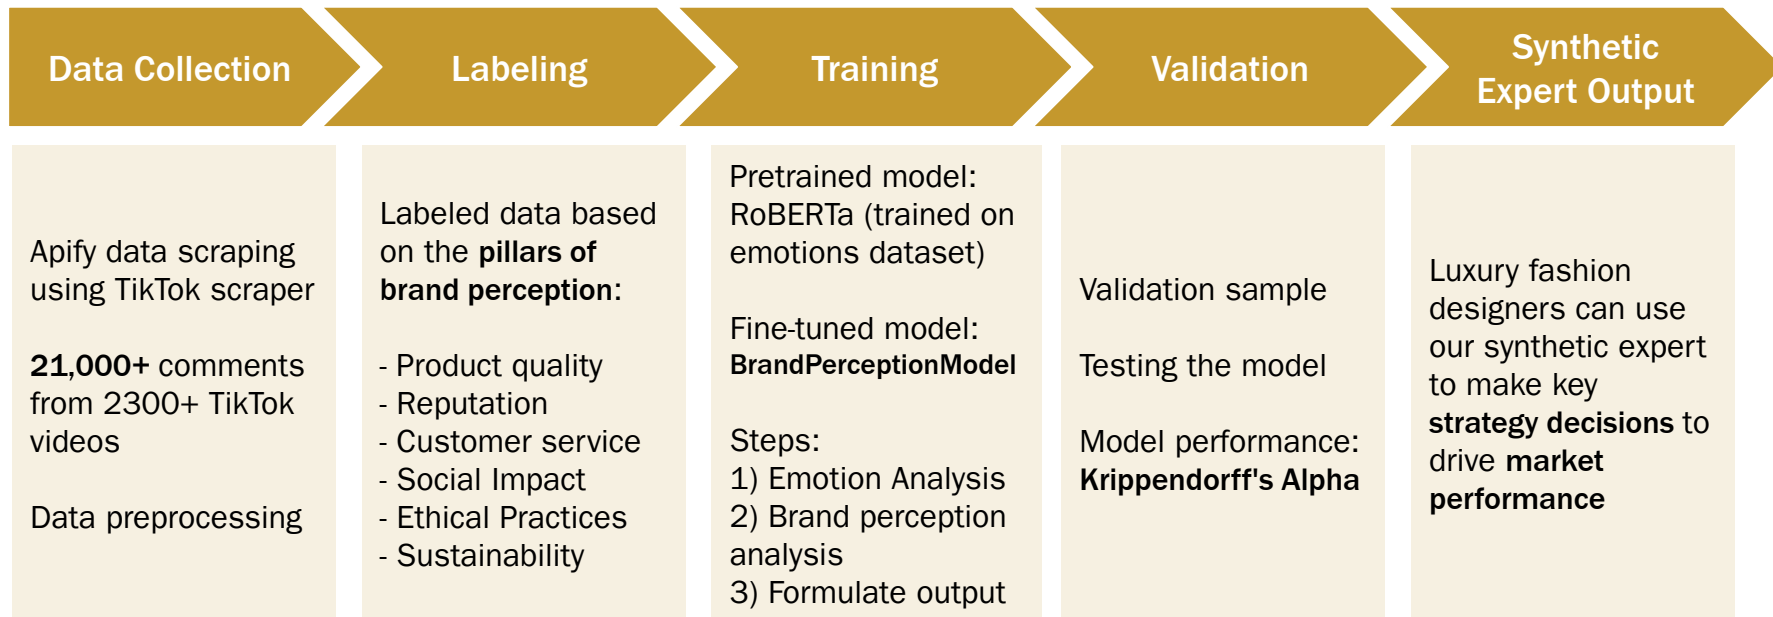 Data Collection
Labeling
Training
Validation
Synthetic
Expert Output
Apify data scraping
using TikTok scraper
21,000+ comments
from 2300+ TikTok
videos
Data preprocessing
Labeled data based
on the pillars of
brand perception:
- Product quality
- Reputation
- Customer service
- Social Impact
- Ethical Practices
- Sustainability
Pretrained model:
RoBERTa (trained on
emotions dataset)
Fine-tuned model:
BrandPerceptionModel
Steps:
1) Emotion Analysis
2) Brand perception
analysis
3) Formulate output
Validation sample
Testing the model
Model performance:
Krippendorff's Alpha
Luxury fashion
designers can use
our synthetic expert
to make key
strategy decisions to
drive market
performance